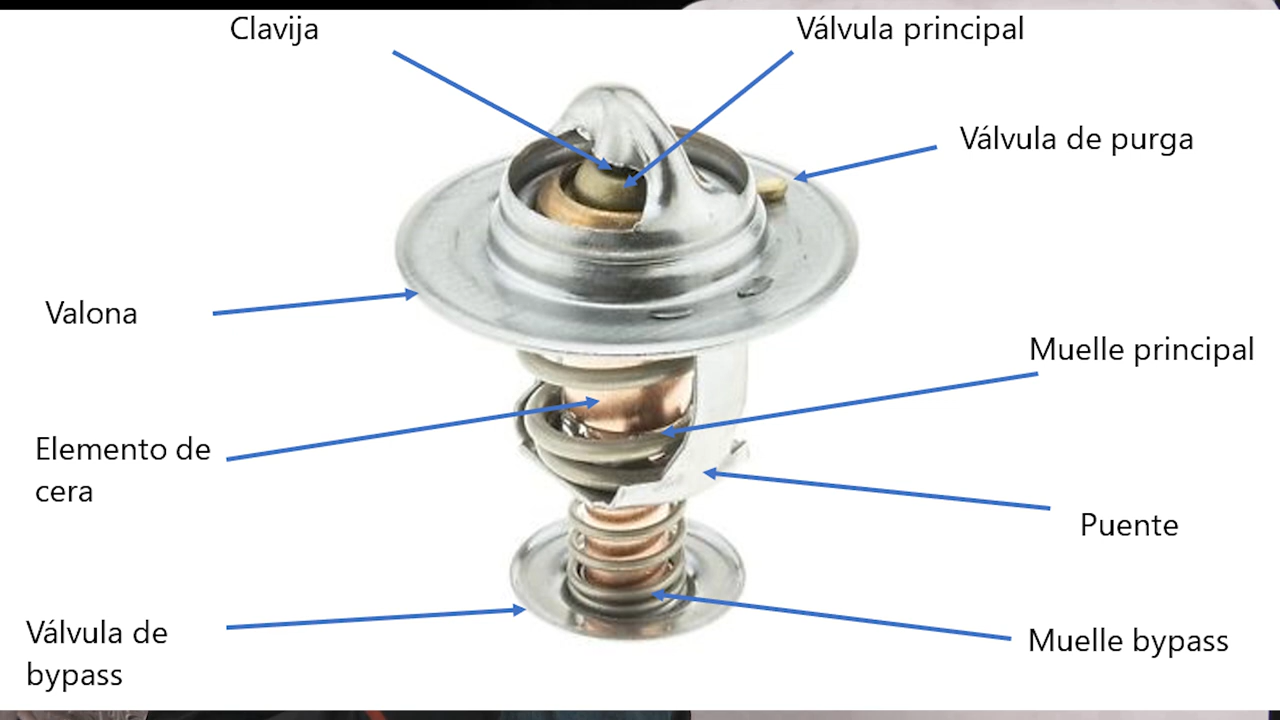 Clavija
Válvula principal
Válvula de purga
Valona
Muelle principal
Elemento de
cera
Puente
Válvula de
bypass
Muelle bypass